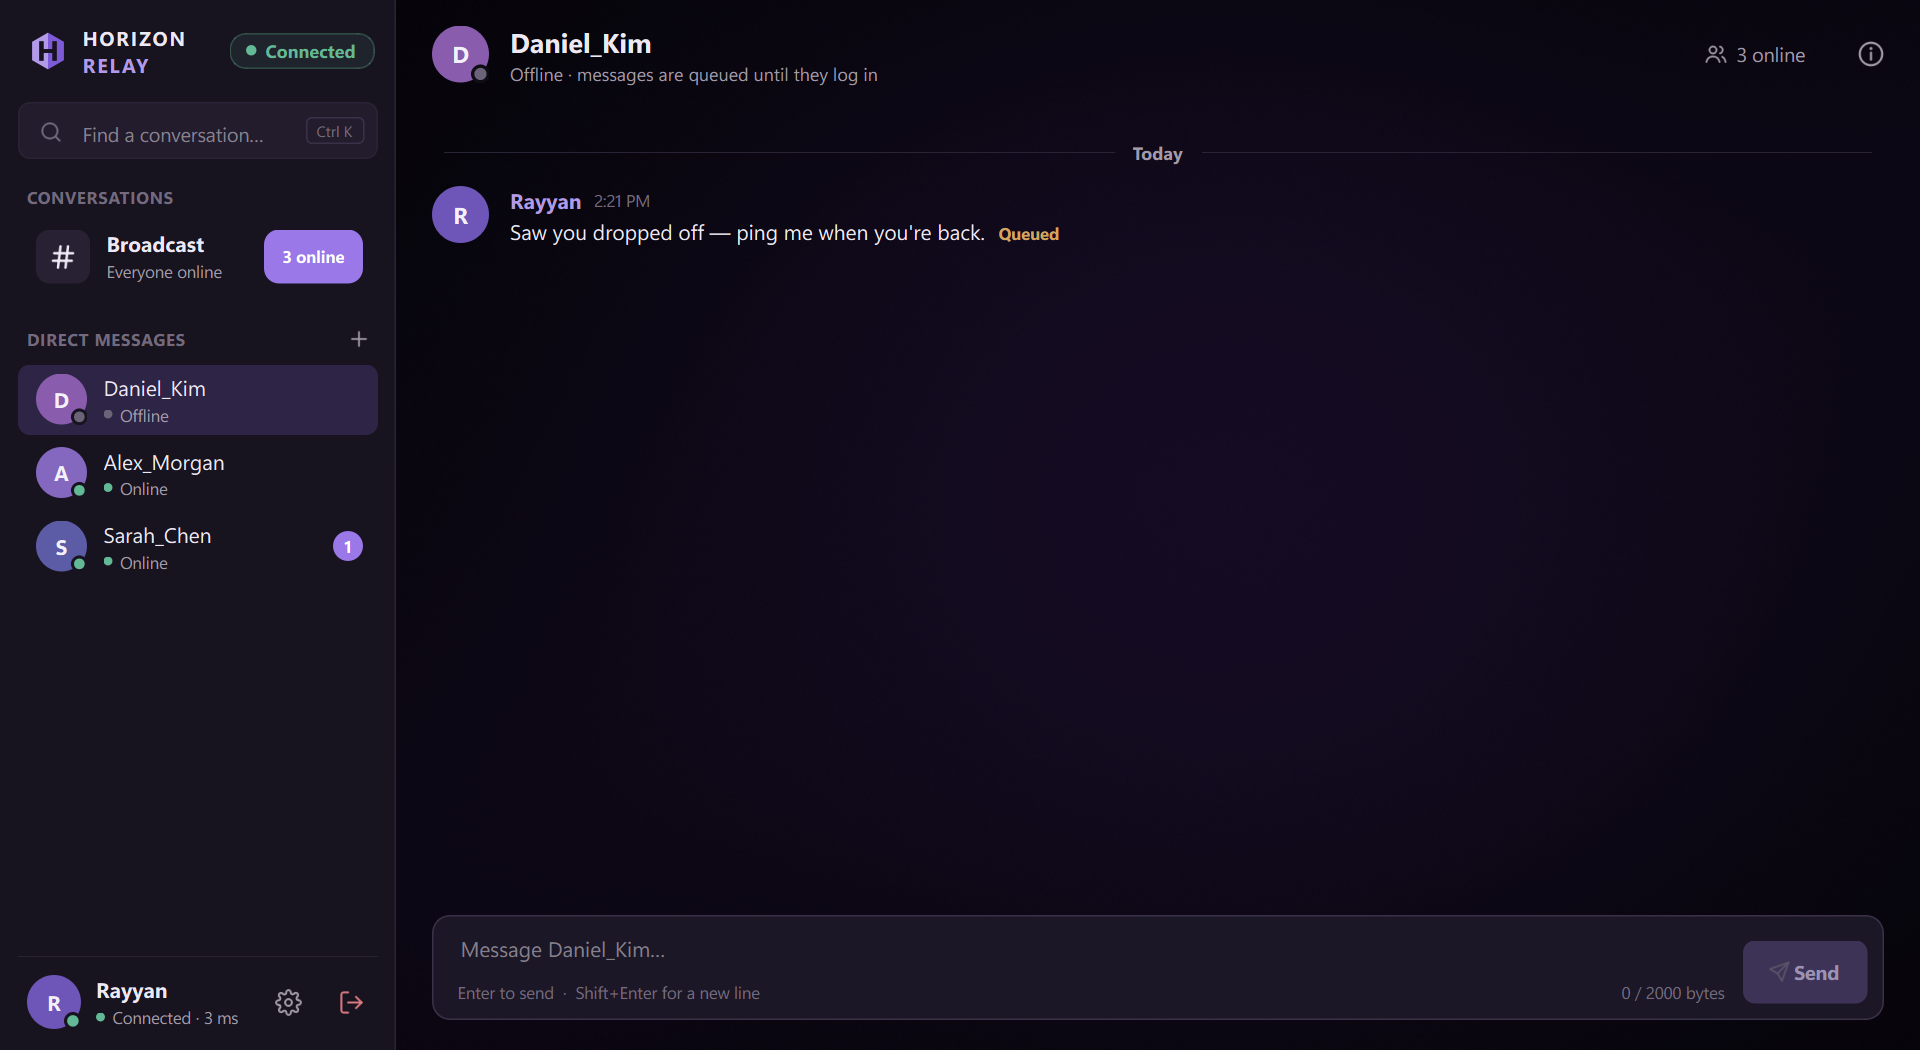 HORIZON
RELAY
Connected
Find a conversation...
Ctrl K
CONVERSATIONS
# Broadcast
Everyone online
3 online
DIRECT MESSAGES
+
D
Daniel_Kim
Offline
A
Alex_Morgan
Online
S
Sarah_Chen
Online
1
R
Rayyan
Connected · 3 ms
D
Daniel_Kim
Offline · messages are queued until they log in
3 online
Today
R
Rayyan 2:21 PM
Saw you dropped off — ping me when you're back. Queued
Message Daniel_Kim...
Enter to send · Shift+Enter for a new line
0 / 2000 bytes
Send